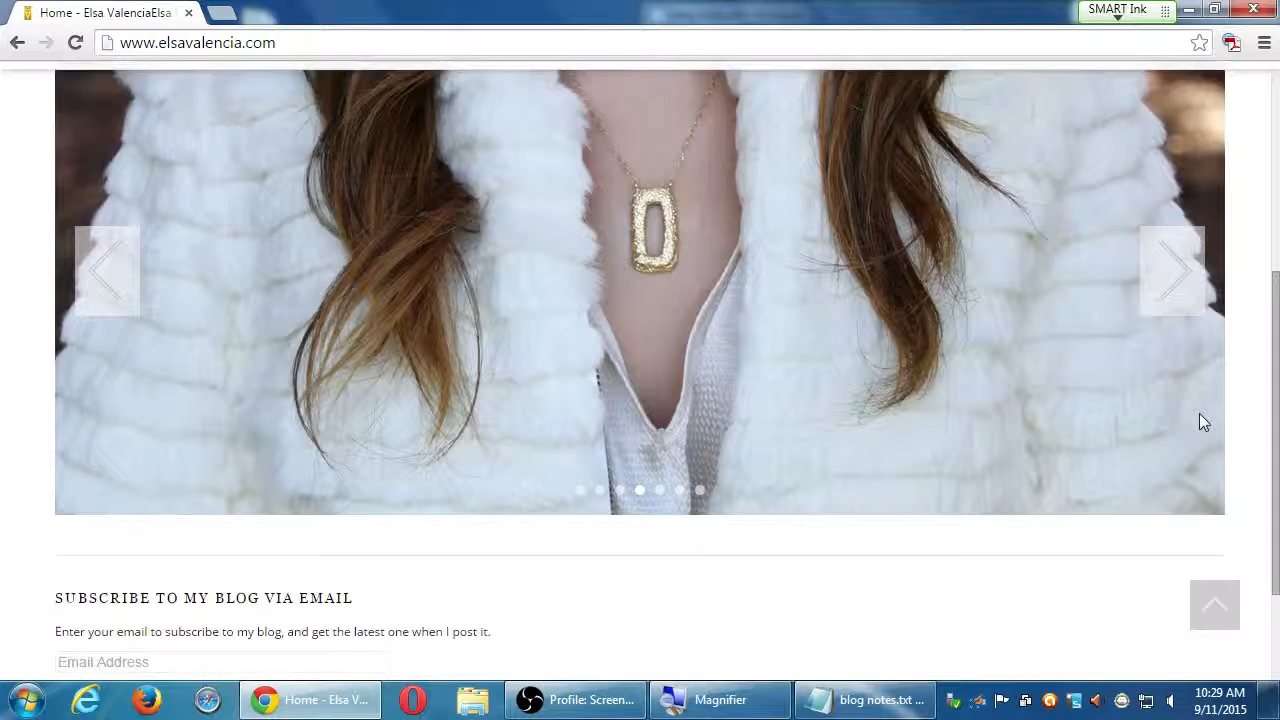 Home - Elsa ValenciaElsa
SMART Ink
www.elsavalencia.com
SUBSCRIBE TO MY BLOG VIA EMAIL
Enter your email to subscribe to my blog, and get the latest one when I post it.
Email Address
Home - Elsa V...
Profile: Screen...
Magnifier
blog notes.txt ...
10:29 AM
9/11/2015